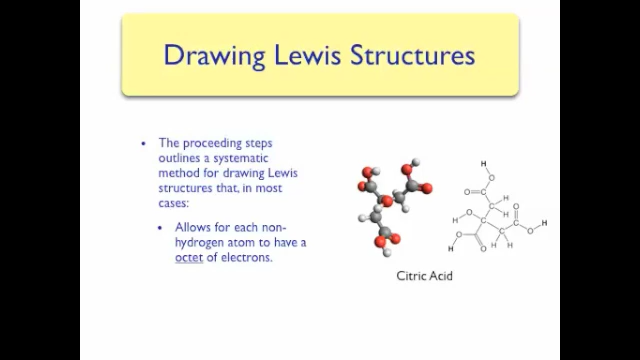 Drawing Lewis Structures
• The proceeding steps
outlines a systematic
method for drawing Lewis
structures that, in most
cases:
• Allows for each non-
hydrogen atom to have a
octet of electrons.
H
O
O
C
H
H
H
O
C
O
C
O
H
H
O
C
O
C
H
H
Citric Acid